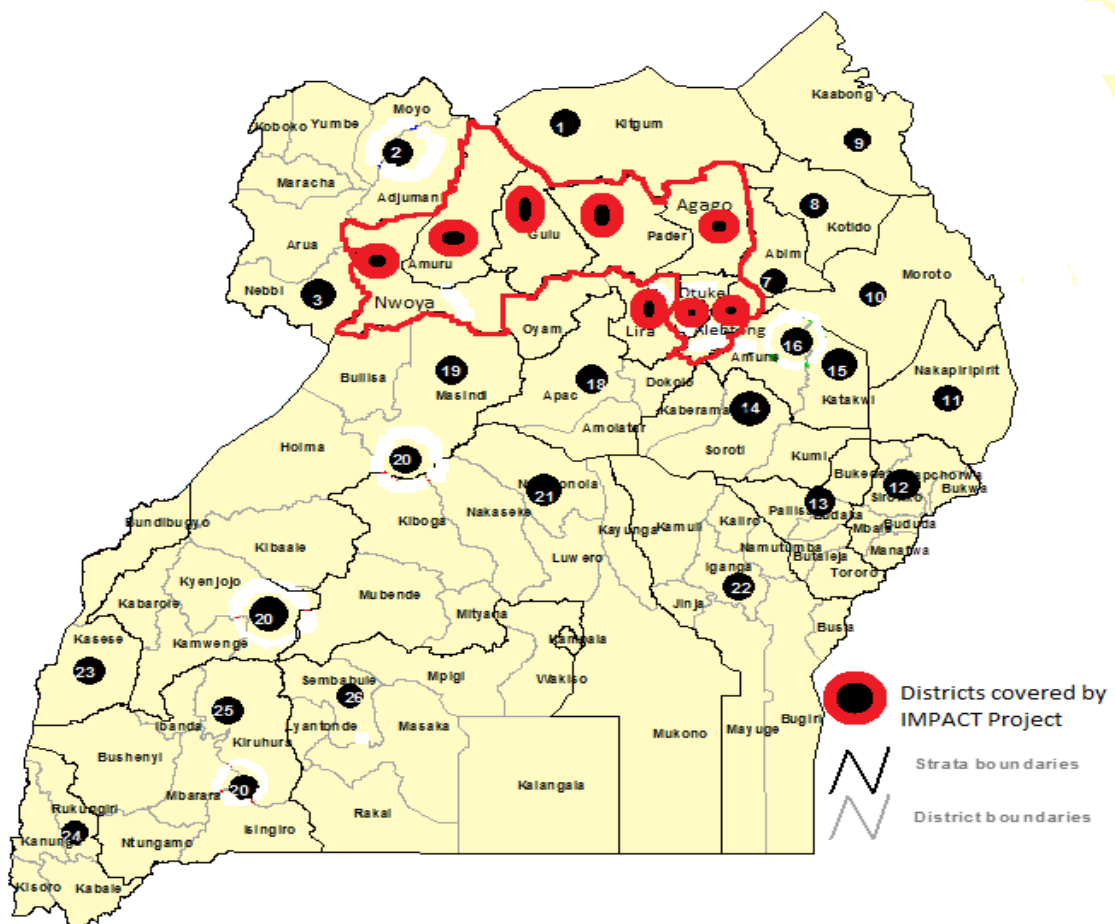 Kaabong
Moyo
Yumbe
Koboko
1
Kitgum
9
2
Maracha
Adjumani
8
Agago
Kotido
Arua
Gulu
Pader
Abim
Amuru
Moroto
7
Nebbi
3
Nwoya
Otuke
10
Oyam
Lira
Alebtong
16
Amuria
15
19
Bullisa
Masindi
18
Apac
Dokolo
Nakapiripirit
Katakwi
11
Kaberama
14
Amolatar
Hoima
Soroti
Kumi
20
12
21
Sironko
Bukwa
13
Nakaseke
Pallisa
Budaka
Kiboga
Kayunga
Kamuli
Kaliro
Mbale
Bududa
Bundibugyo
Namutumba
Manafwa
Kibaale
Luwero
Iganga
Butaleja
Kyenjojo
Tororo
22
Kabarole
20
Mubende
Mityana
Jinja
Kasese
Kamwenge
Kampala
Busia
23
Sembabule
Mpigi
Wakiso
26
25
Ibanda
Lyantonde
Masaka
Districts covered by
IMPACT Project
Kiruhura
Bushenyi
Mukono
Mayuge
Bugiri
Strata boundaries
20
Mbarara
Kalangala
Rukungiri
Rakai
District boundaries
24
Kanungu
Isingiro
Ntungamo
Kisoro
Kabale